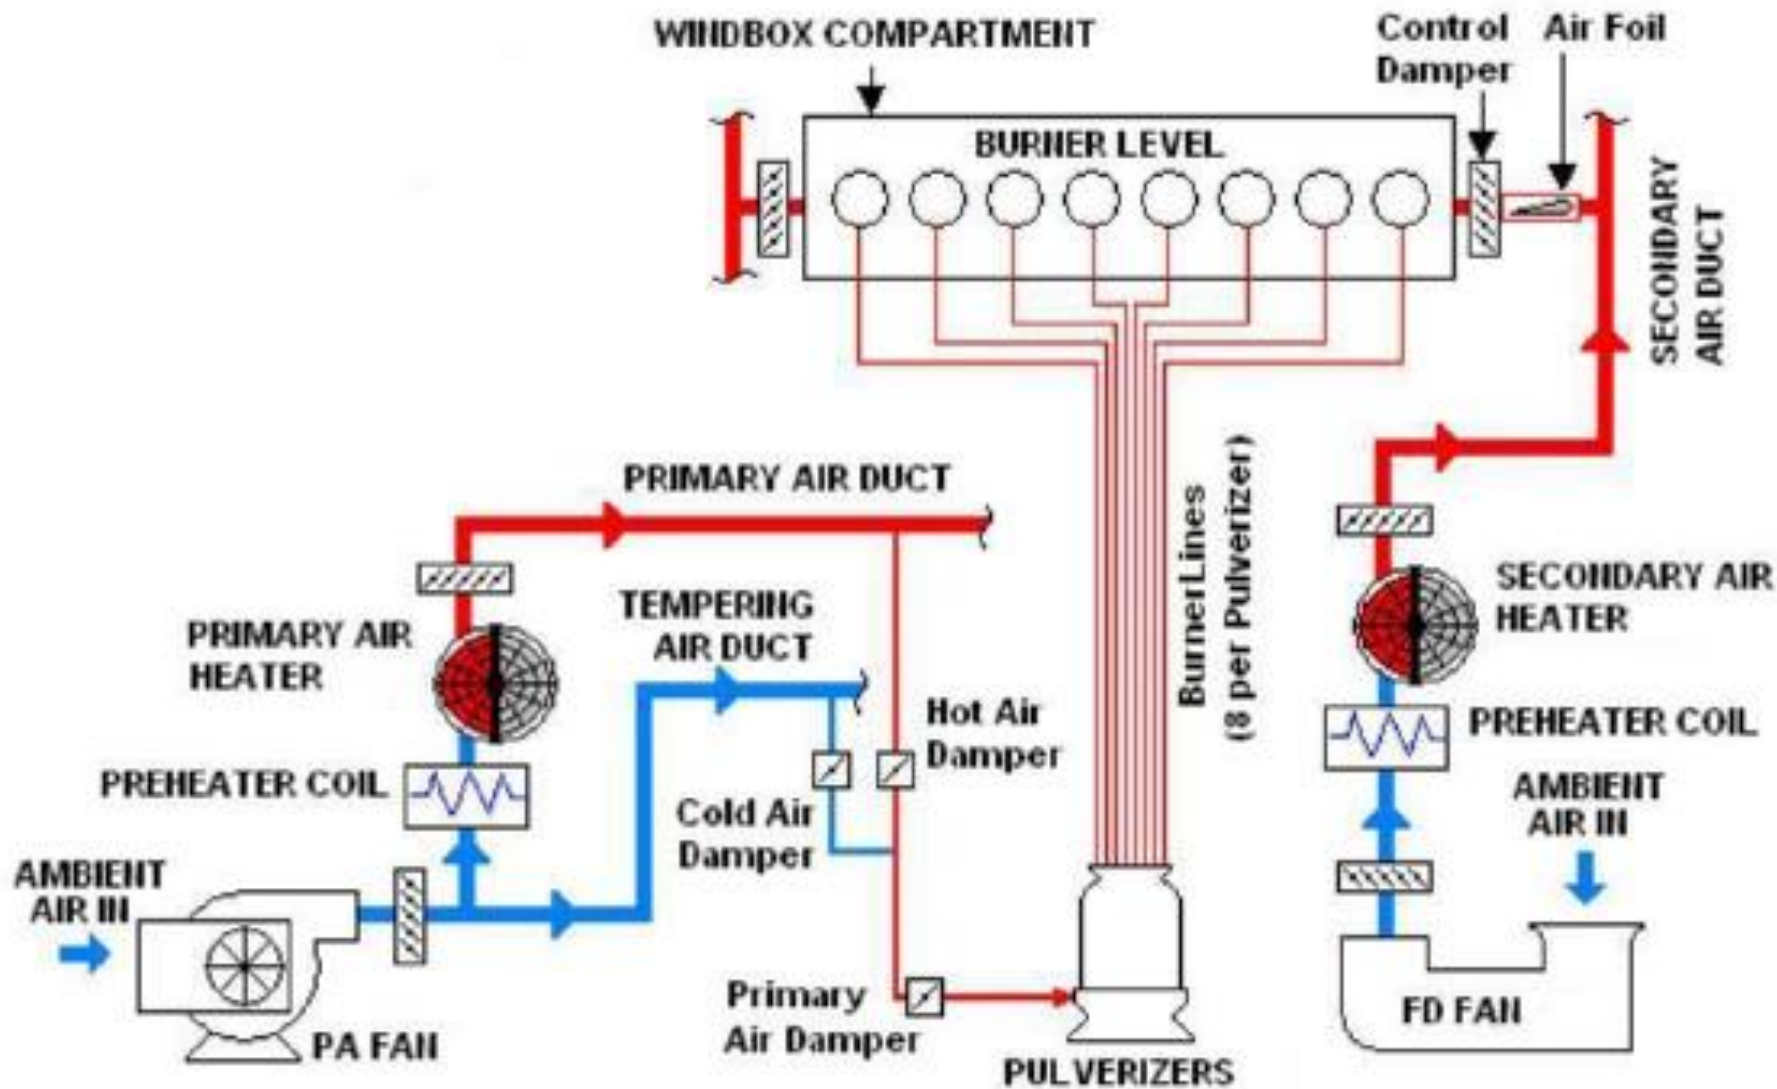 WINDBOX COMPARTMENT
Control
Damper
Air Foil
BURNER LEVEL
SECONDARY
AIR DUCT
PRIMARY AIR DUCT
BurnerLines
(8 per Pulverizer)
TEMPERING
AIR DUCT
PRIMARY AIR
HEATER
SECONDARY AIR
HEATER
Hot Air
Damper
PREHEATER COIL
PREHEATER COIL
Cold Air
Damper
AMBIENT
AIR IN
AMBIENT
AIR IN
Primary
Air Damper
FD FAN
PA FAN
PULVERIZERS